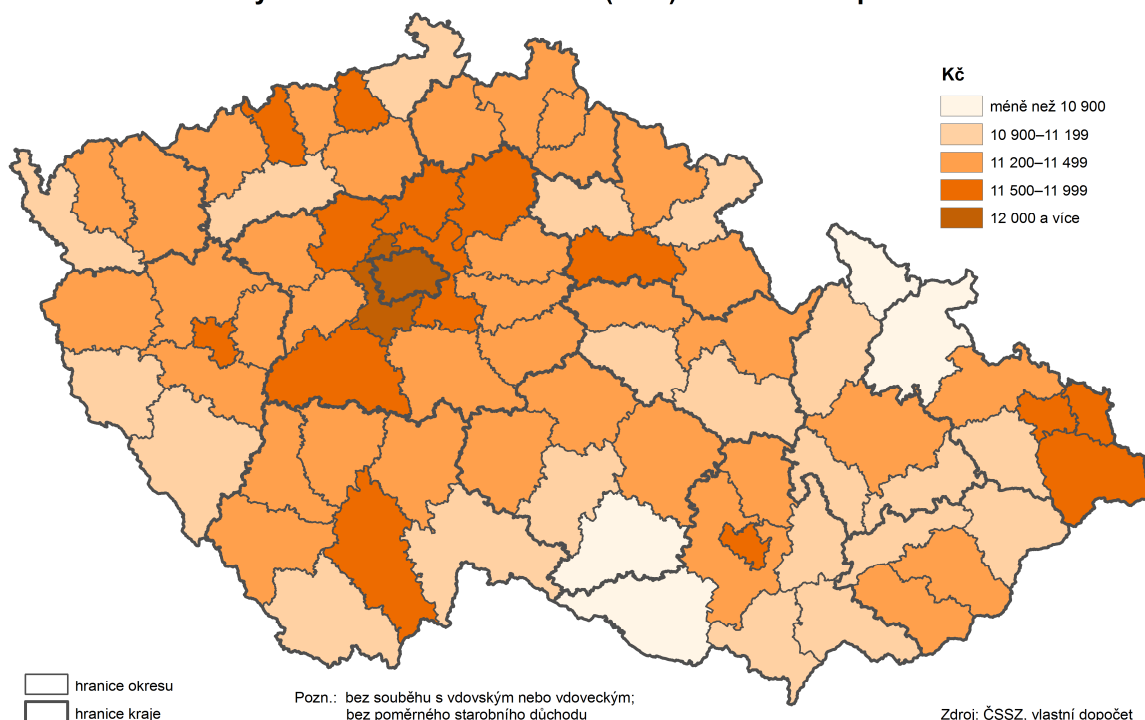 Kč
méně než 10 900
10 900–11 199
11 200–11 499
11 500–11 999
12 000 a více
hranice okresu
hranice kraje
Pozn.: bez souběhu s vdovským nebo vdoveckým;
bez poměrného starobního důchodu
Zdroj: ČSSZ, vlastní dopočet